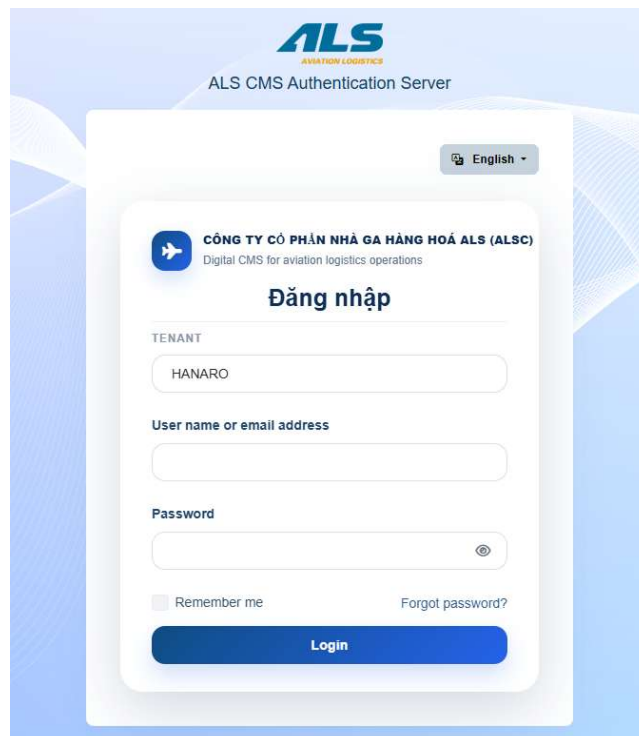 ALS
AVIATION LOGISTICS
ALS CMS Authentication Server
English
CÔNG TY CỔ PHẦN NHÀ GA HÀNG HOÁ ALS (ALSC)
Digital CMS for aviation logistics operations
Đăng nhập
TENANT
HANARO
User name or email address
Password
Remember me
Forgot password?
Login